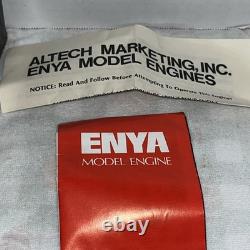 ALTECH MARKETING, INC.
ENYA MODEL ENGINES
NOTICE: Read And Follow Before Attempting To Operate This Engine!
ENYA
MODEL ENGINE